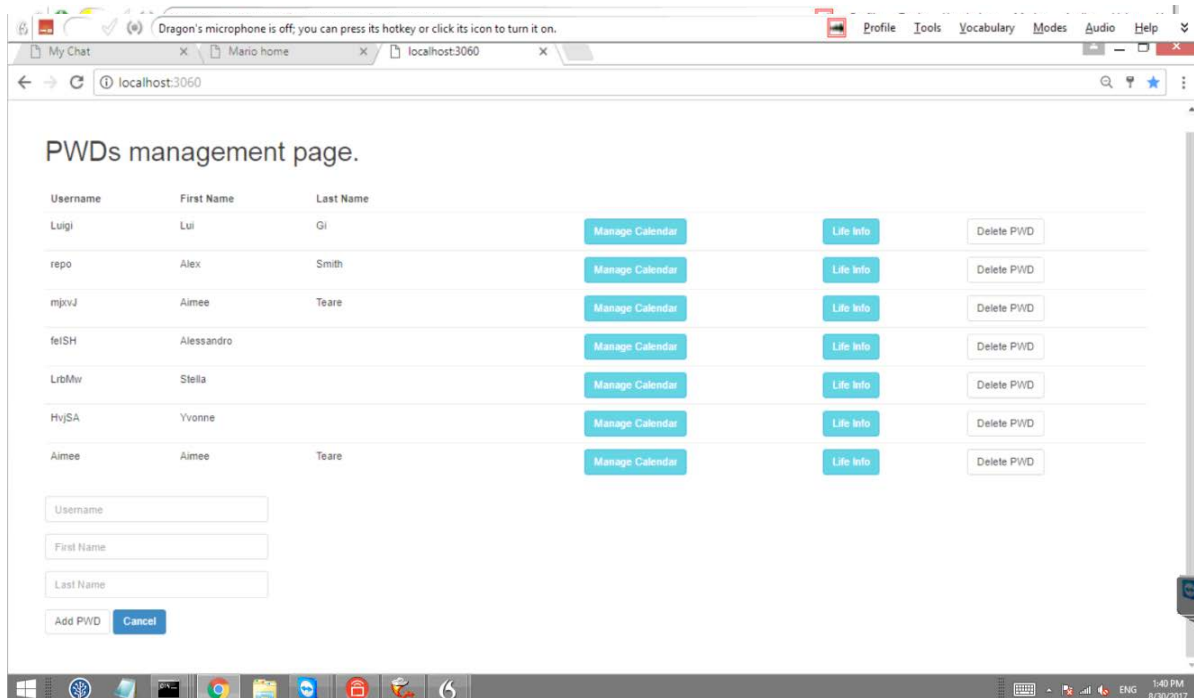 Dragon's microphone is off; you can press its hotkey or click its icon to turn it on. Profile Tools Vocabulary Modes Audio Help
My Chat Mario home localhost:3060
localhost:3060
PWDs management page.
Username First Name Last Name
Luigi Lui Gi Manage Calendar Life Info Delete PWD
repo Alex Smith Manage Calendar Life Info Delete PWD
mjxvJ Aimee Teare Manage Calendar Life Info Delete PWD
Alessandro Manage Calendar Life Info Delete PWD
LrbMw Stella Manage Calendar Life Info Delete PWD
HvjSA Yvonne Manage Calendar Life Info Delete PWD
Aimee Aimee Teare Manage Calendar Life Info Delete PWD
Username
First Name
Last Name
Add PWD Cancel
ENG 1:40 PM
8/30/2017